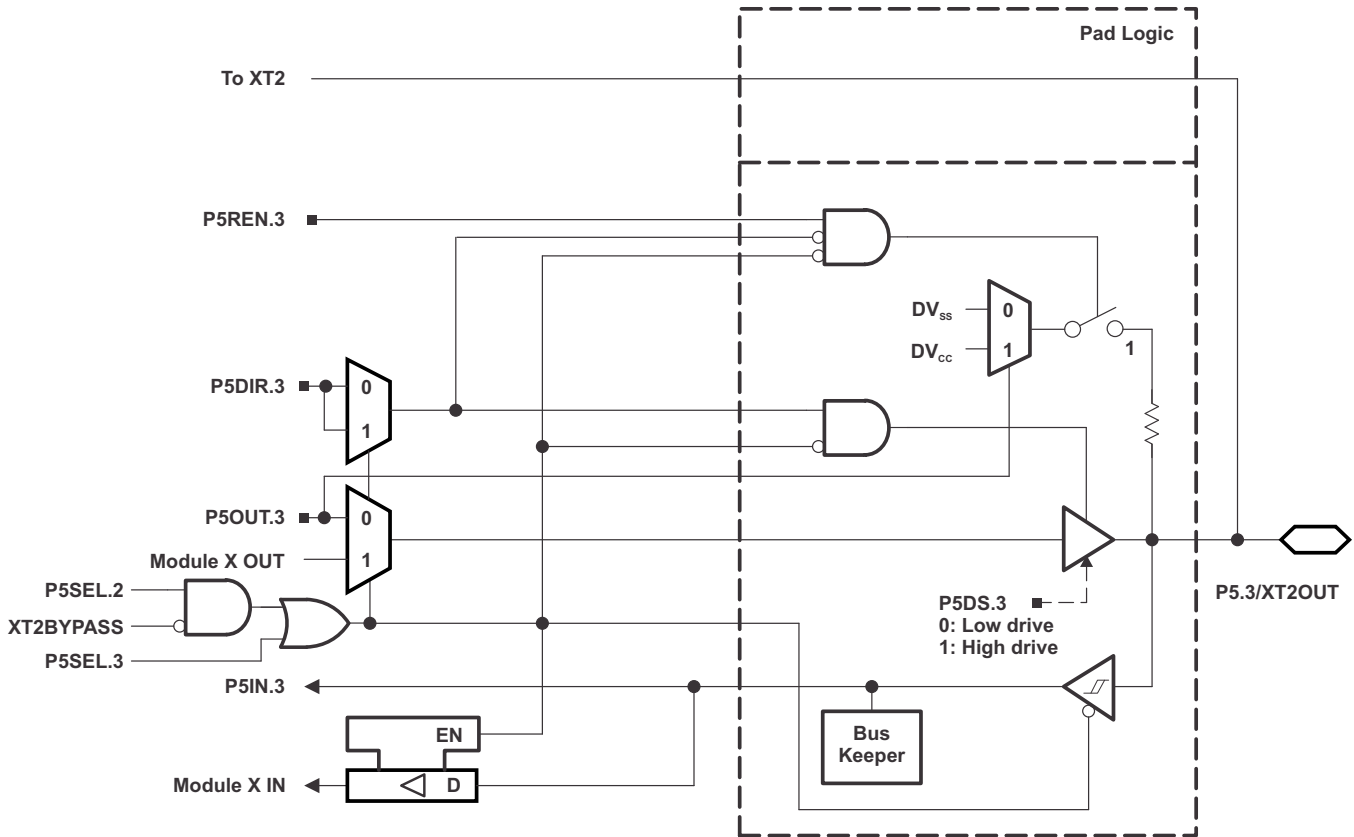 Pad Logic
To XT2
P5REN.3
DVSS
0
DVCC
1
1
P5DIR.3
0
1
P5OUT.3
0
Module X OUT
1
P5SEL.2
XT2BYPASS
P5SEL.3
P5DS.3
0: Low drive
1: High drive
P5.3/XT2OUT
P5IN.3
Bus
Keeper
EN
D
Module X IN